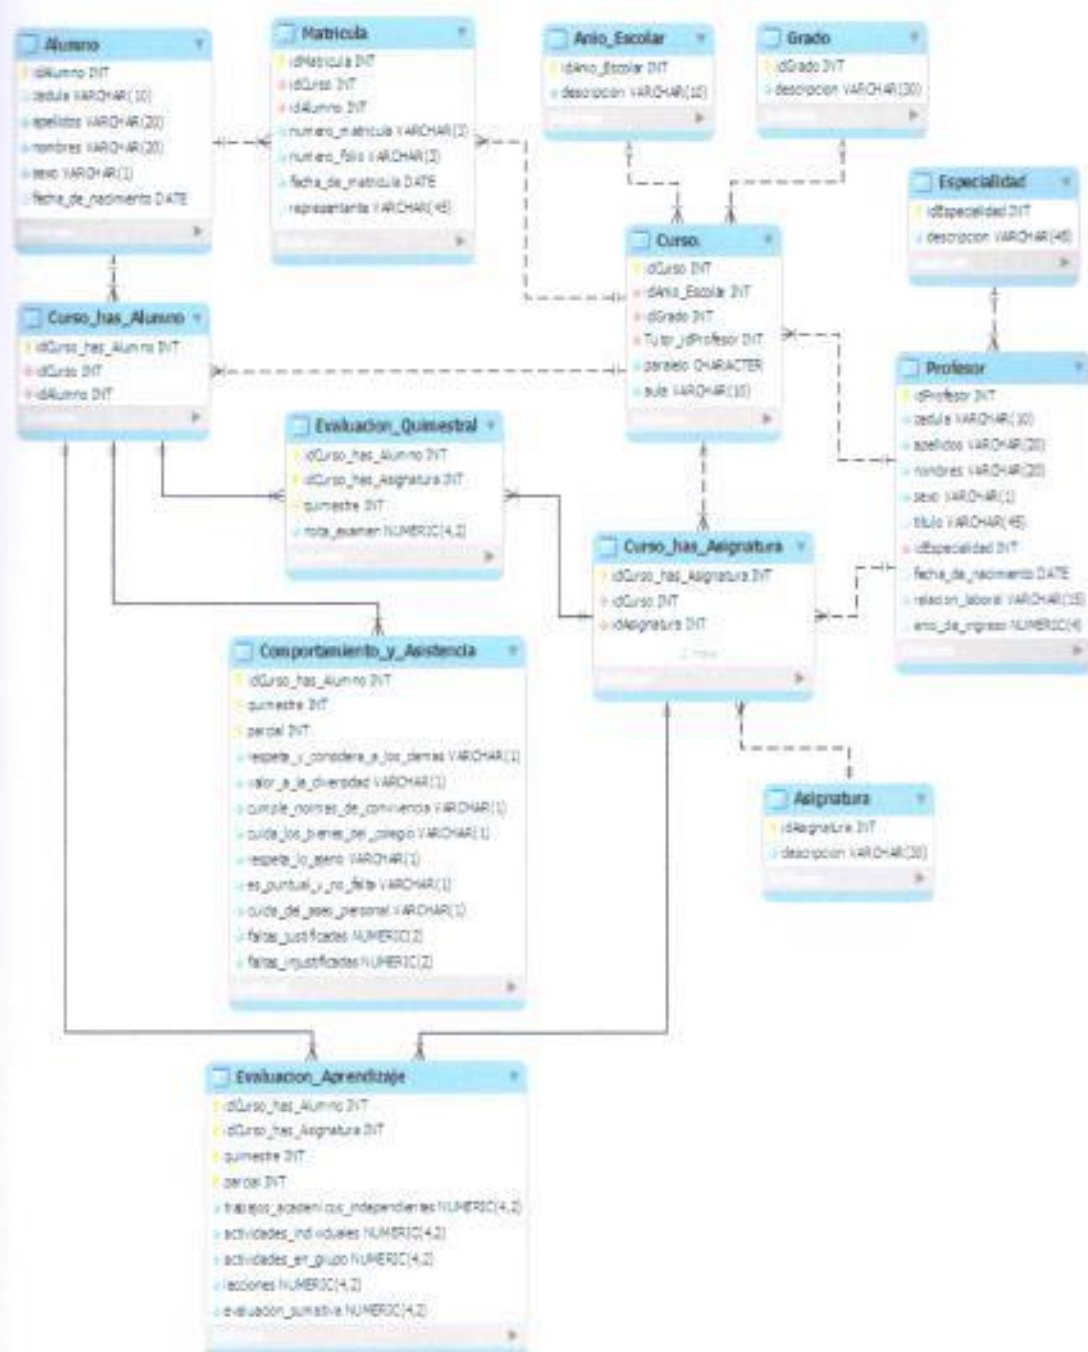 Alumno
idAlumno INT
cedula VARCHAR(10)
apellidos VARCHAR(20)
nombres VARCHAR(20)
sexo VARCHAR(1)
fecha_de_nacimiento DATE
Matricula
idMatricula INT
idCurso INT
idAlumno INT
numero_matricula VARCHAR(3)
numero_folio VARCHAR(3)
fecha_de_matricula DATE
representante VARCHAR(45)
Anio_Escolar
idAnio_Escolar INT
descripcion VARCHAR(10)
Grado
idGrado INT
descripcion VARCHAR(30)
Especialidad
idEspecialidad INT
descripcion VARCHAR(45)
Curso
idCurso INT
idAnio_Escolar INT
idGrado INT
Tutor_idProfesor INT
paralelo CHARACTER
aula VARCHAR(10)
Curso_has_Alumno
idCurso_has_Alumno INT
idCurso INT
idAlumno INT
Profesor
idProfesor INT
cedula VARCHAR(10)
apellidos VARCHAR(20)
nombres VARCHAR(20)
sexo VARCHAR(1)
titulo VARCHAR(45)
idEspecialidad INT
fecha_de_nacimiento DATE
relacion_laboral VARCHAR(15)
anio_de_ingreso NUMERIC(4)
Evaluacion_Quimestral
idCurso_has_Alumno INT
idCurso_has_Asignatura INT
quimestre INT
nota_examen NUMERIC(4,2)
Curso_has_Asignatura
idCurso_has_Asignatura INT
idCurso INT
idAsignatura INT
Comportamiento_y_Asistencia
idCurso_has_Alumno INT
quimestre INT
parcial INT
respeta_y_considera_a_los_demas VARCHAR(1)
valor_a_la_diversidad VARCHAR(1)
cumple_normas_de_convivencia VARCHAR(1)
cuida_los_bienes_del_colegio VARCHAR(1)
respeta_lo_ajeno VARCHAR(1)
es_puntual_y_no_falta VARCHAR(1)
cuida_del_aseo_personal VARCHAR(1)
faltas_justificadas NUMERIC(2)
faltas_injustificadas NUMERIC(2)
Asignatura
idAsignatura INT
descripcion VARCHAR(30)
Evaluacion_Aprendizaje
idCurso_has_Alumno INT
idCurso_has_Asignatura INT
quimestre INT
parcial INT
trabajos_academicos_independientes NUMERIC(4,2)
actividades_individuales NUMERIC(4,2)
actividades_en_grupo NUMERIC(4,2)
lecciones NUMERIC(4,2)
evaluacion_sumativa NUMERIC(4,2)